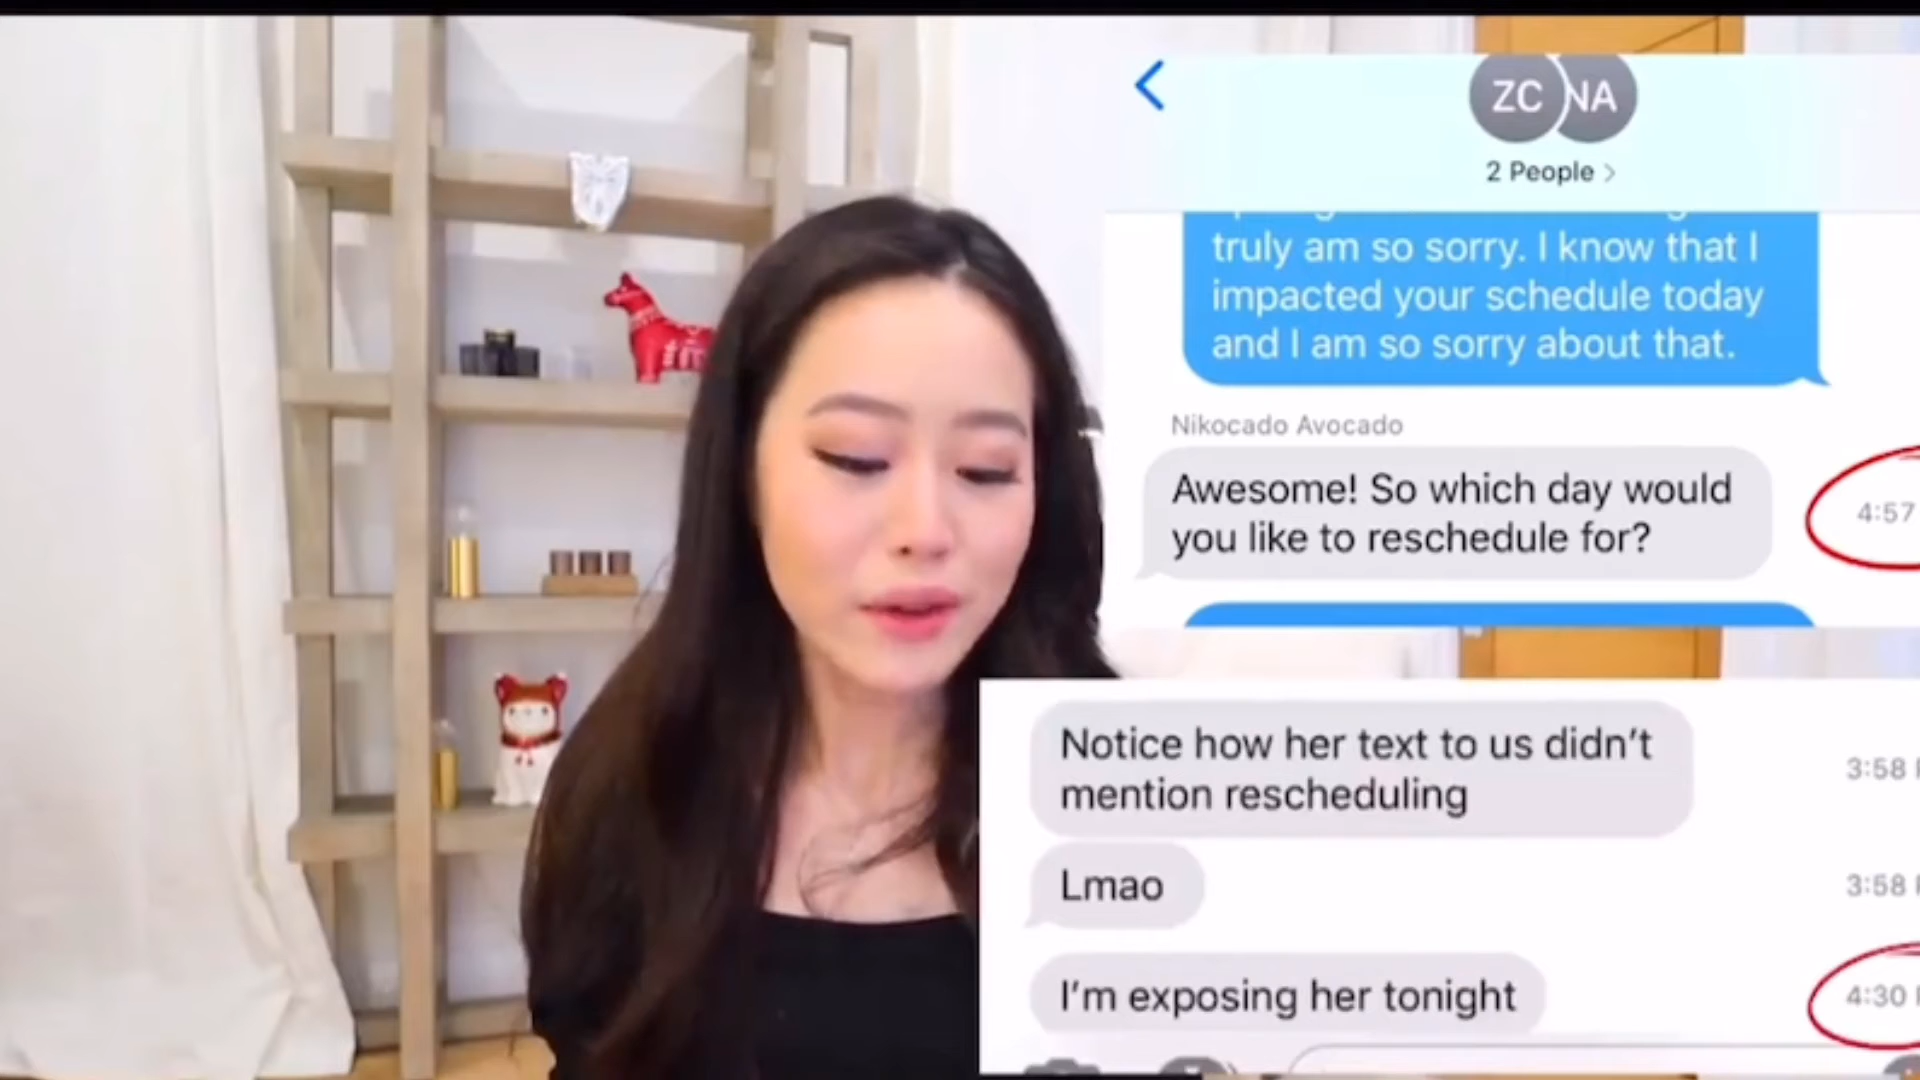 ZC
NA
2 People >
truly am so sorry. I know that I
impacted your schedule today
and I am so sorry about that.
Nikocado Avocado
Awesome! So which day would
you like to reschedule for?
4:57
Notice how her text to us didn't
mention rescheduling
3:58
Lmao
3:58
I'm exposing her tonight
4:30